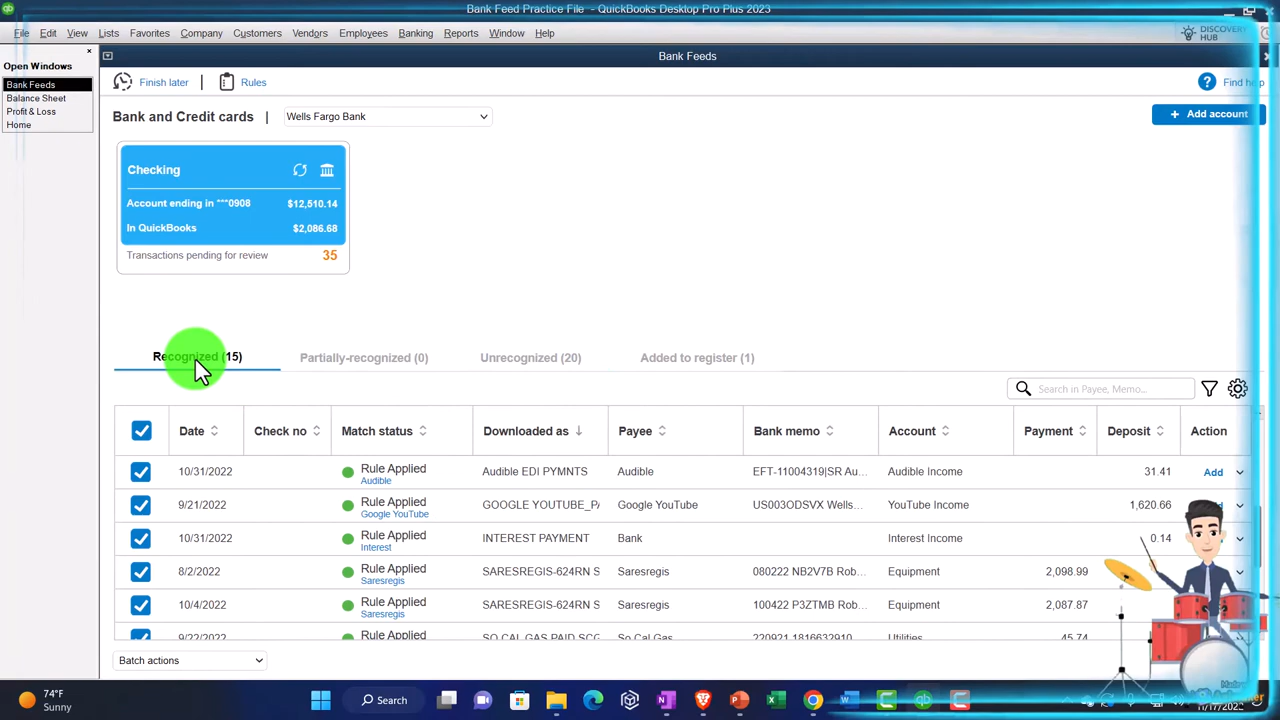 Bank Feed Practice File - QuickBooks Desktop Pro Plus 2023
File Edit View Lists Favorites Company Customers Vendors Employees Banking Reports Window Help
DISCOVERY HUB
Open Windows
Bank Feeds
Balance Sheet
Profit & Loss
Home
Bank Feeds
Finish later | Rules
Find help
Bank and Credit cards | Wells Fargo Bank
+ Add account
Checking
Account ending in ***0908 $12,510.14
In QuickBooks $2,086.68
Transactions pending for review 35
Recognized (15) Partially-recognized (0) Unrecognized (20) Added to register (1)
Search in Payee, Memo...
Date Check no Match status Downloaded as Payee Bank memo Account Payment Deposit Action
10/31/2022 Rule Applied Audible EDI PYMNTS Audible EFT-11004319|SR Au... Audible Income 31.41 Add
Audible
9/21/2022 Rule Applied GOOGLE YOUTUBE_PA Google YouTube US003ODSVX Wells... YouTube Income 1,620.66
Google YouTube
10/31/2022 Rule Applied INTEREST PAYMENT Bank Interest Income 0.14
Interest
8/2/2022 Rule Applied SARESREGIS-624RN S Saresregis 080222 NB2V7B Rob... Equipment 2,098.99
Saresregis
10/4/2022 Rule Applied SARESREGIS-624RN S Saresregis 100422 P3ZTMB Rob... Equipment 2,087.87
Saresregis
9/22/2022 Rule Applied SO CAL GAS PAID SCG So Cal Gas 220921 1816632910 Utilities 45.74
Batch actions
74°F
Sunny
Search